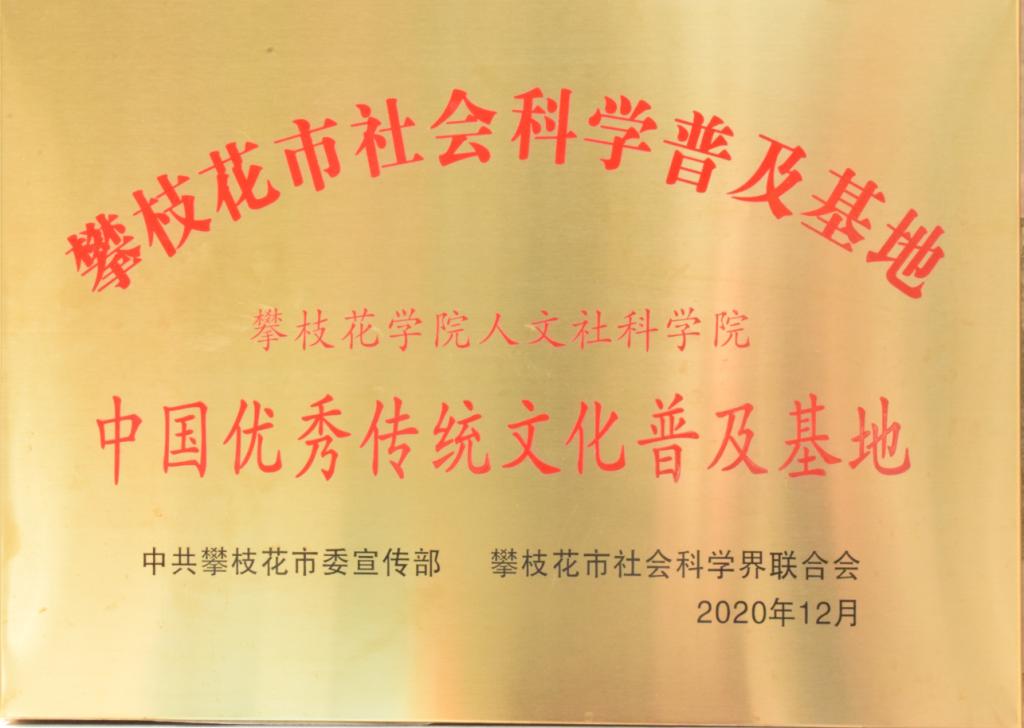 攀枝花市社会科学普及基地
攀枝花学院人文社科学院
中国优秀传统文化普及基地
中共攀枝花市委宣传部 攀枝花市社会科学界联合会
2020年12月